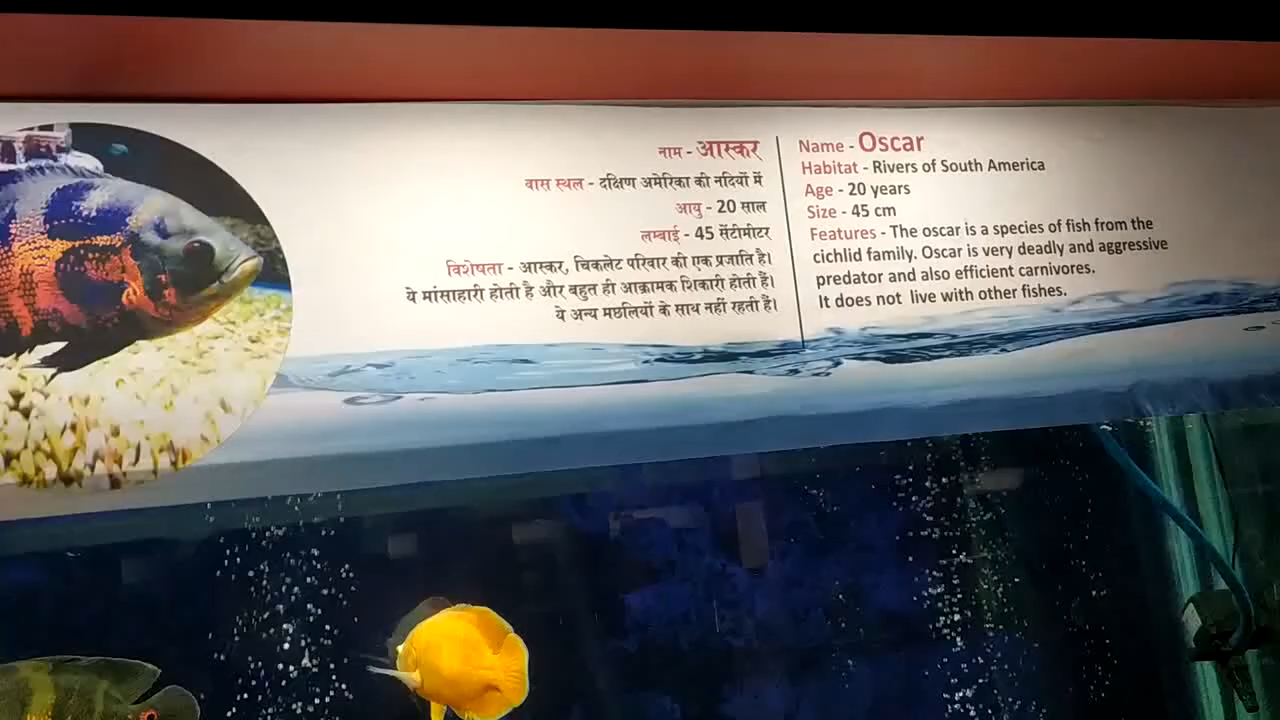 नाम - आस्कर
वास स्थल - दक्षिण अमेरिका की नदियों में
आयु - 20 साल
लम्बाई - 45 सेंटीमीटर
विशेषता - आस्कर, चिकलेट परिवार की एक प्रजाति है।
ये मांसाहारी होती है और बहुत ही आक्रामक शिकारी होती हैं।
ये अन्य मछलियों के साथ नहीं रहती हैं।
Name - Oscar
Habitat - Rivers of South America
Age - 20 years
Size - 45 cm
Features - The oscar is a species of fish from the
cichlid family. Oscar is very deadly and aggressive
predator and also efficient carnivores.
It does not live with other fishes.